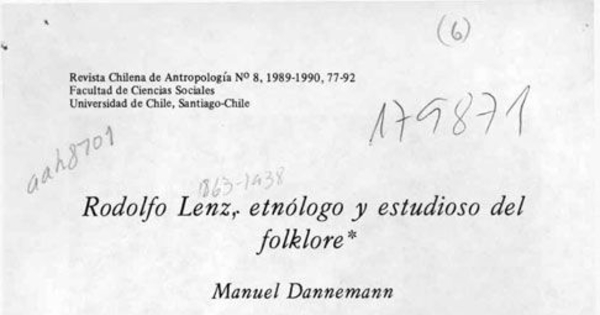 (6)
Revista Chilena de Antropología Nº 8, 1989-1990, 77-92
Facultad de Ciencias Sociales
Universidad de Chile, Santiago-Chile
179871
aah8701
1863-1938
Rodolfo Lenz, etnólogo y estudioso del
folklore*
Manuel Dannemann